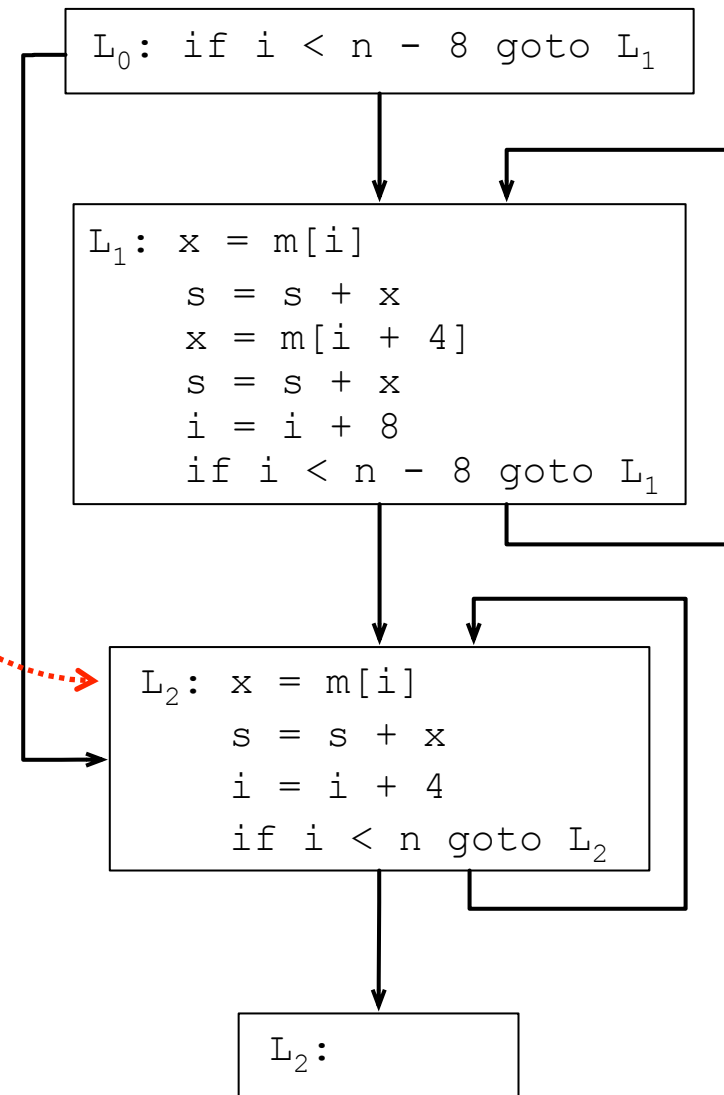 L₀: if i < n - 8 goto L₁
L₁: x = m[i]
s = s + x
x = m[i + 4]
s = s + x
i = i + 8
if i < n - 8 goto L₁
L₂: x = m[i]
s = s + x
i = i + 4
if i < n goto L₂
L₂: